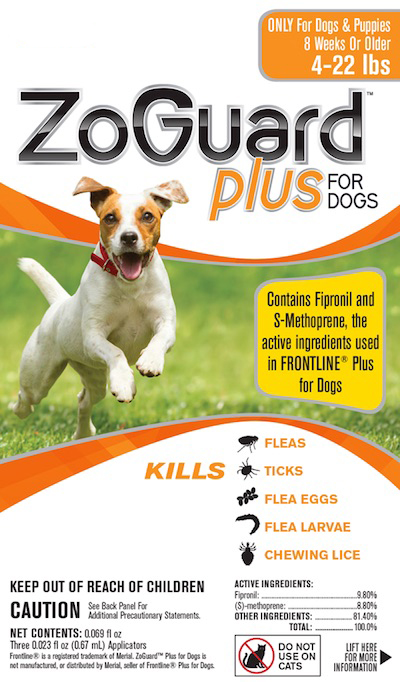 ONLY For Dogs & Puppies
8 Weeks Or Older
4-22 lbs
ZoGuard™
plus FOR
DOGS
Contains Fipronil and
S-Methoprene, the
active ingredients used
in FRONTLINE® Plus
for Dogs
KILLS
FLEAS
TICKS
FLEA EGGS
FLEA LARVAE
CHEWING LICE
KEEP OUT OF REACH OF CHILDREN
CAUTION See Back Panel For
Additional Precautionary Statements.
NET CONTENTS: 0.069 fl oz
Three 0.023 fl oz (0.67 mL) Applicators
Frontline® is a registered trademark of Merial. ZoGuard™ Plus for Dogs is
not manufactured, or distributed by Merial, seller of Frontline® Plus for Dogs.
ACTIVE INGREDIENTS:
Fipronil: ........................ 9.80%
(S)-methoprene: ........................ 8.80%
OTHER INGREDIENTS: ............ 81.40%
TOTAL: ............ 100.0%
DO NOT
USE ON
CATS
LIFT HERE
FOR MORE
INFORMATION